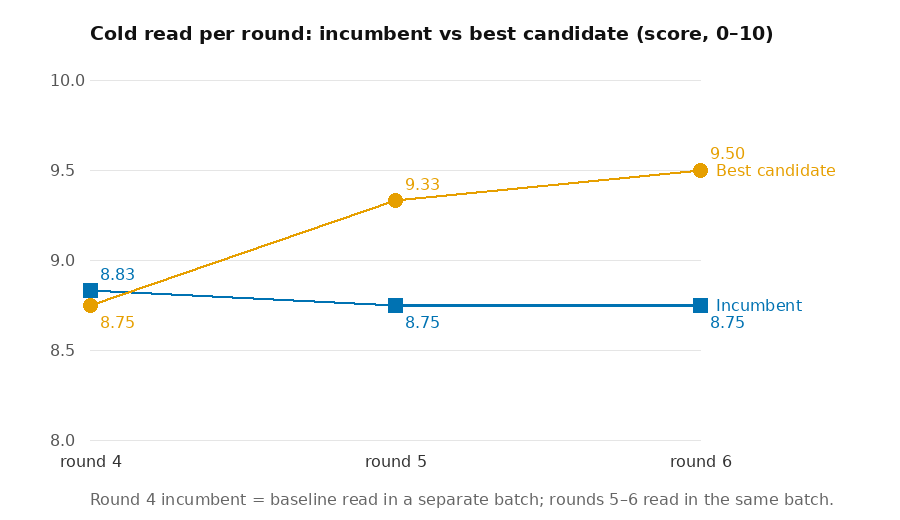 Cold read per round: incumbent vs best candidate (score, 0–10)
10.0
9.50
9.5
Best candidate
9.33
9.0
8.83
8.75
Incumbent
8.75
8.75
8.5
8.0
round 4
round 5
round 6
Round 4 incumbent = baseline read in a separate batch; rounds 5–6 read in the same batch.